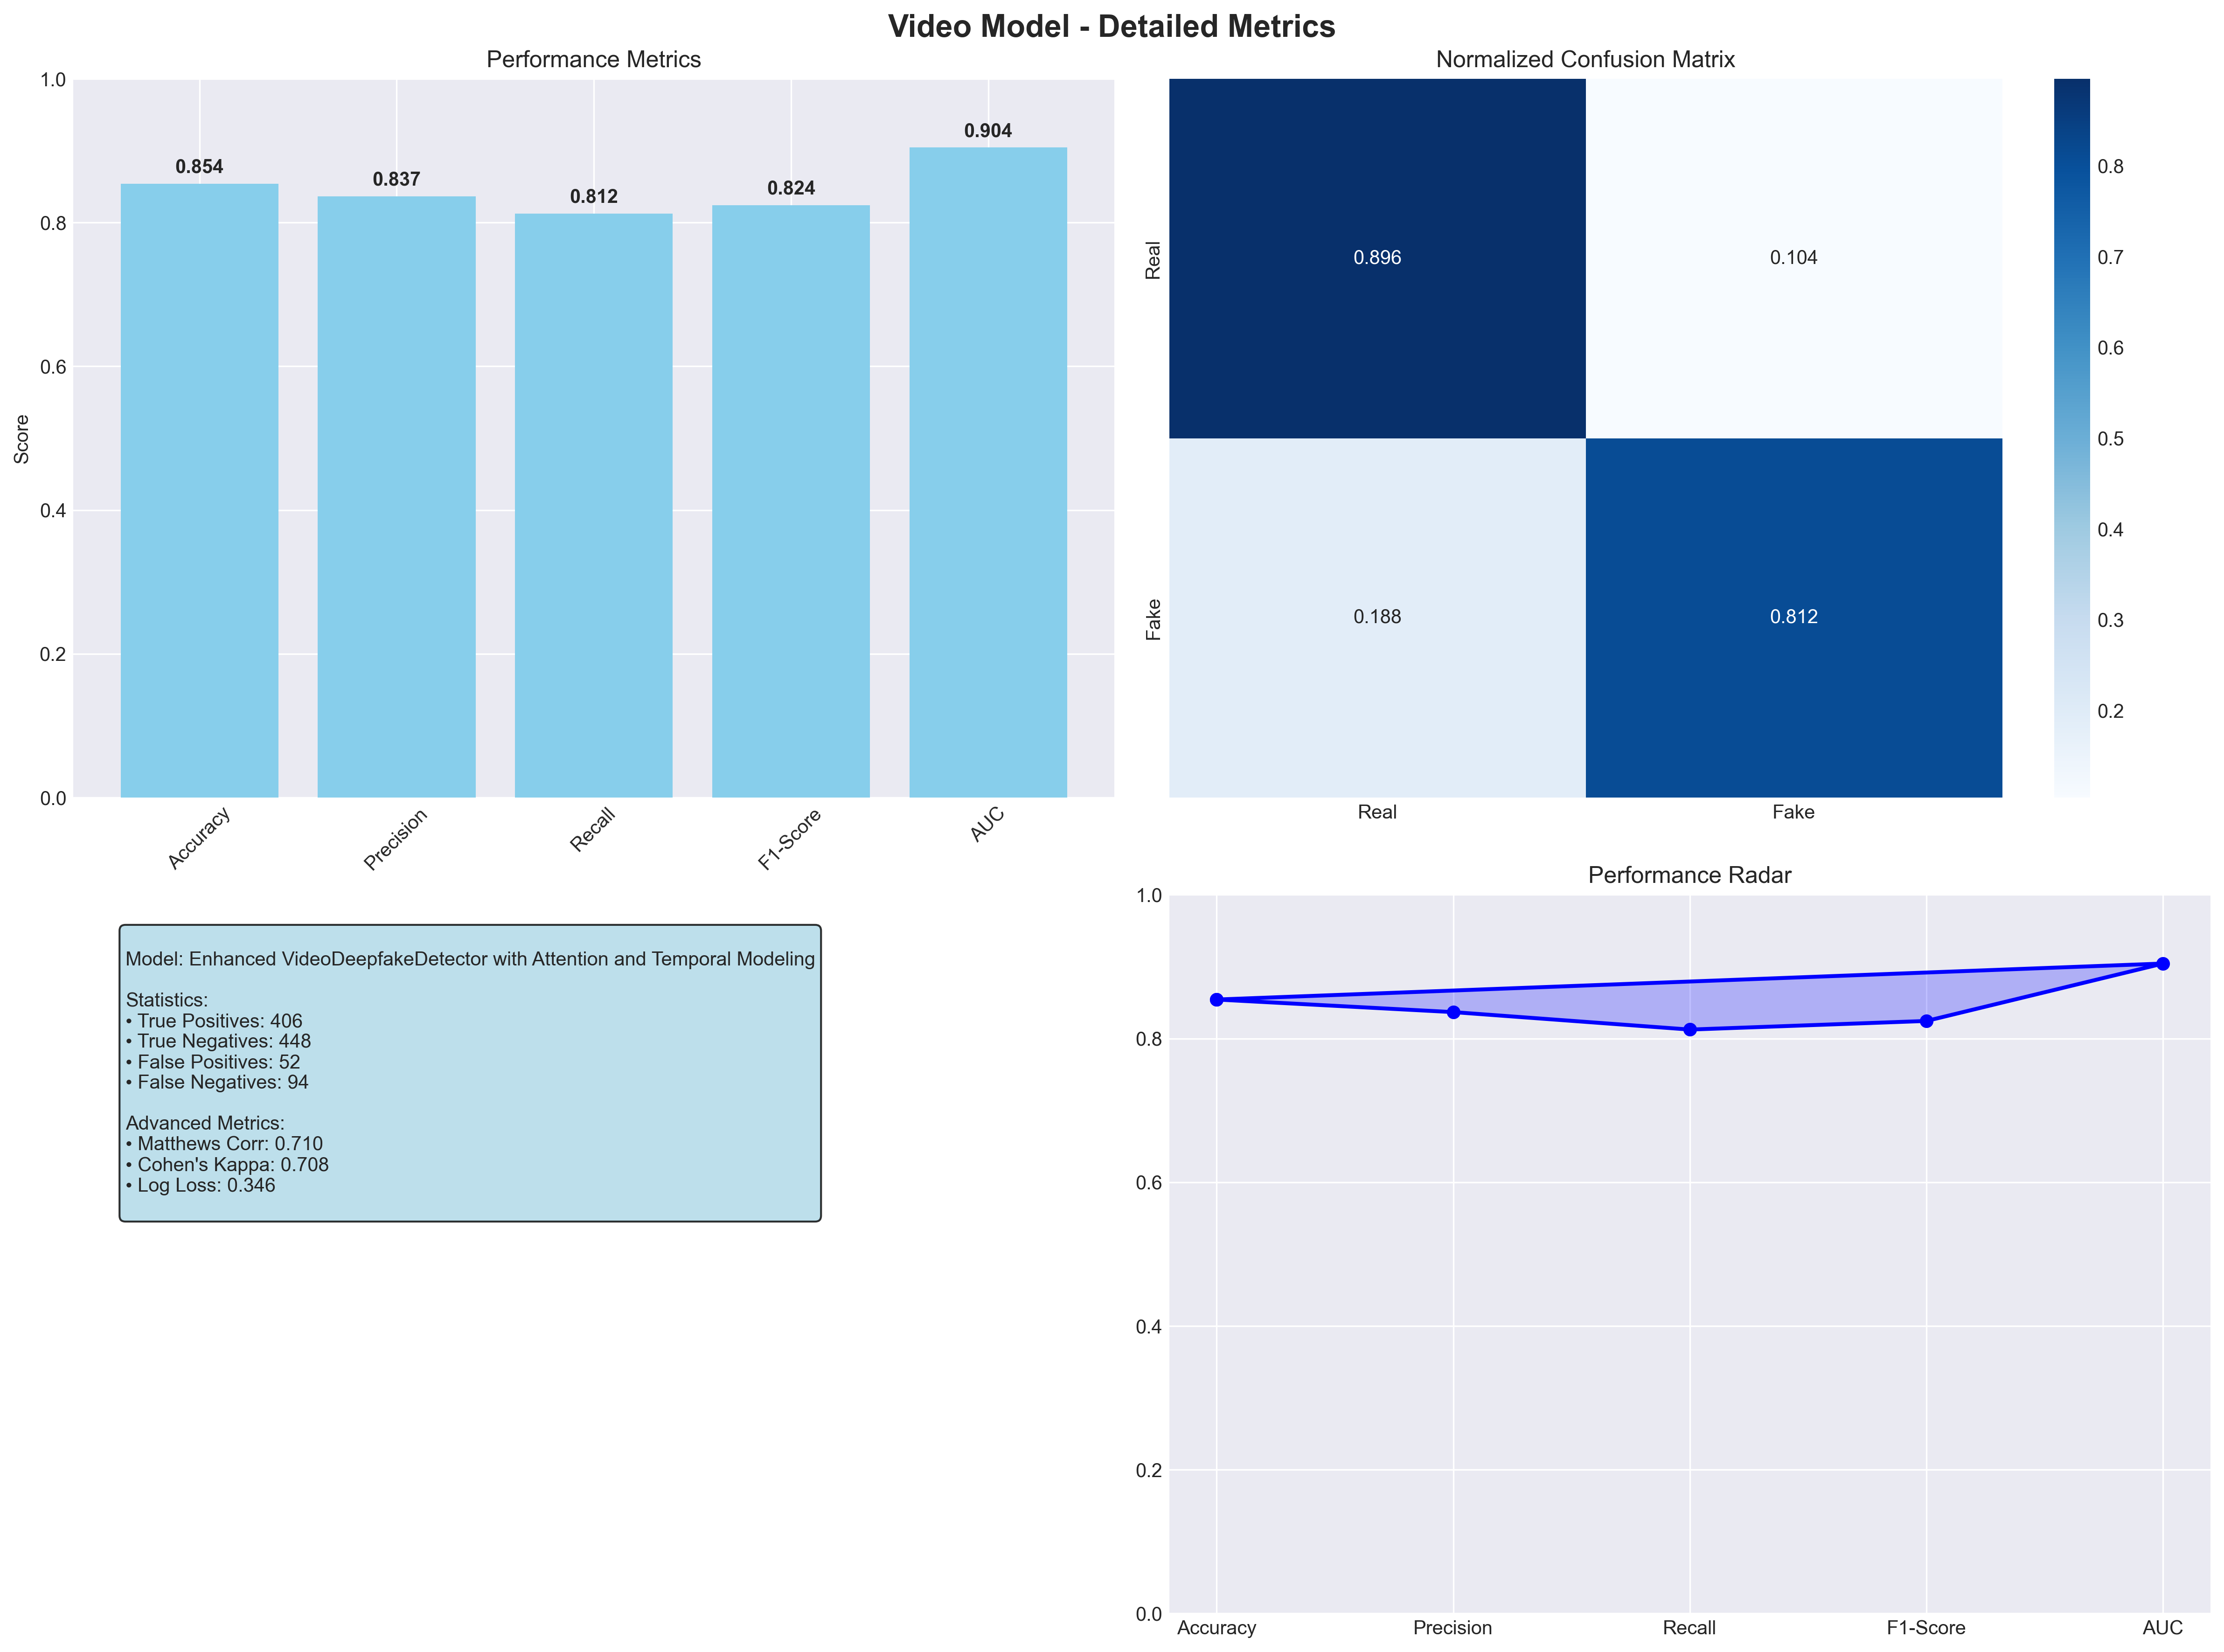 Video Model - Detailed Metrics
Performance Metrics
1.0
0.8
0.6
0.4
0.2
0.0
Score
0.854
0.837
0.812
0.824
0.904
Accuracy
Precision
Recall
F1-Score
AUC
Normalized Confusion Matrix
Real
Fake
0.896
0.104
0.188
0.812
Real
Fake
0.8
0.7
0.6
0.5
0.4
0.3
0.2
Model: Enhanced VideoDeepfakeDetector with Attention and Temporal Modeling
Statistics:
• True Positives: 406
• True Negatives: 448
• False Positives: 52
• False Negatives: 94
Advanced Metrics:
• Matthews Corr: 0.710
• Cohen's Kappa: 0.708
• Log Loss: 0.346
Performance Radar
1.0
0.8
0.6
0.4
0.2
0.0
Accuracy
Precision
Recall
F1-Score
AUC